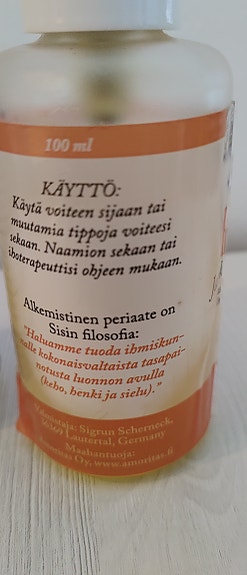 100 ml
KÄYTTÖ:
Käytä voiteen sijaan tai
muutamia tippoja voiteesi
sekaan. Naamion sekaan tai
ihoterapeuttisi ohjeen mukaan.
Alkemistinen periaate on
Sisin filosofia:
"Haluamme tuoda ihmiskun-
nalle kokonaisvaltaista tasapai-
notusta luonnon avulla
(keho, henki ja sielu)."
Valmistaja: Sigrun Scherneck,
36369 Lautertal, Germany
Maahantuoja:
Amoritas Oy, www.amoritas.fi